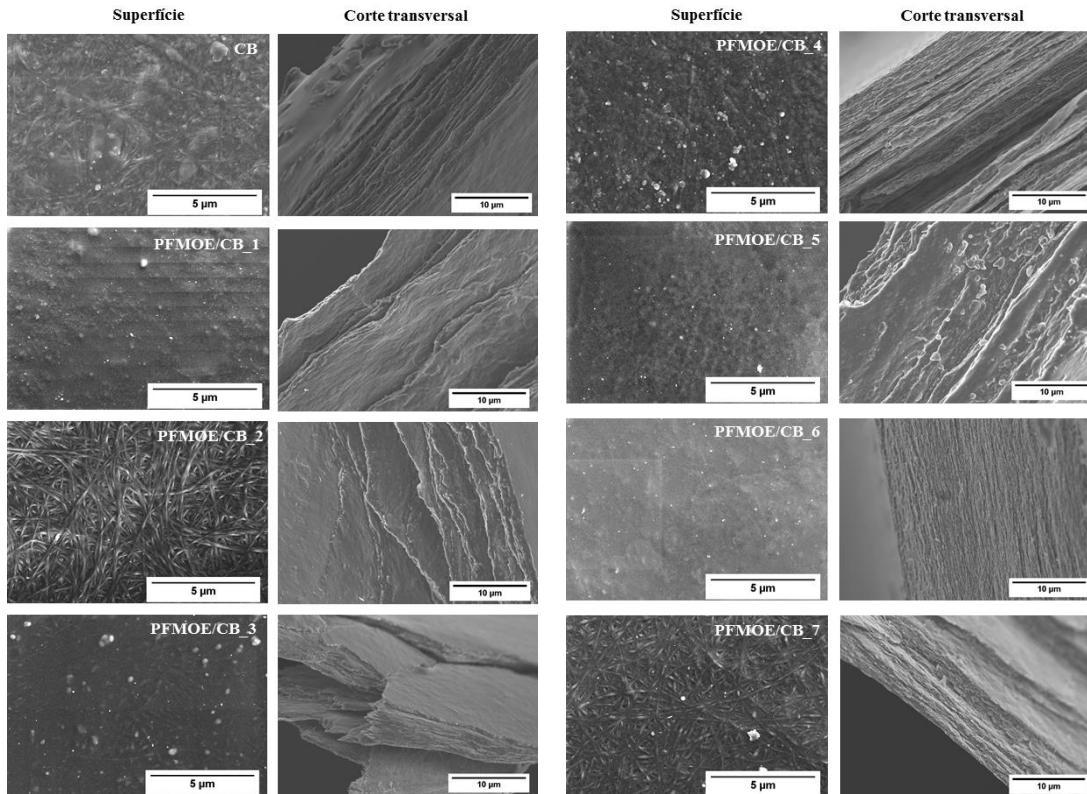 Superfície Corte transversal Superfície Corte transversal
CB
5 µm
10 µm
PFMOE/CB_4
5 µm
10 µm
PFMOE/CB_1
5 µm
10 µm
PFMOE/CB_5
5 µm
10 µm
PFMOE/CB_2
5 µm
10 µm
PFMOE/CB_6
5 µm
10 µm
PFMOE/CB_3
5 µm
10 µm
PFMOE/CB_7
5 µm
10 µm